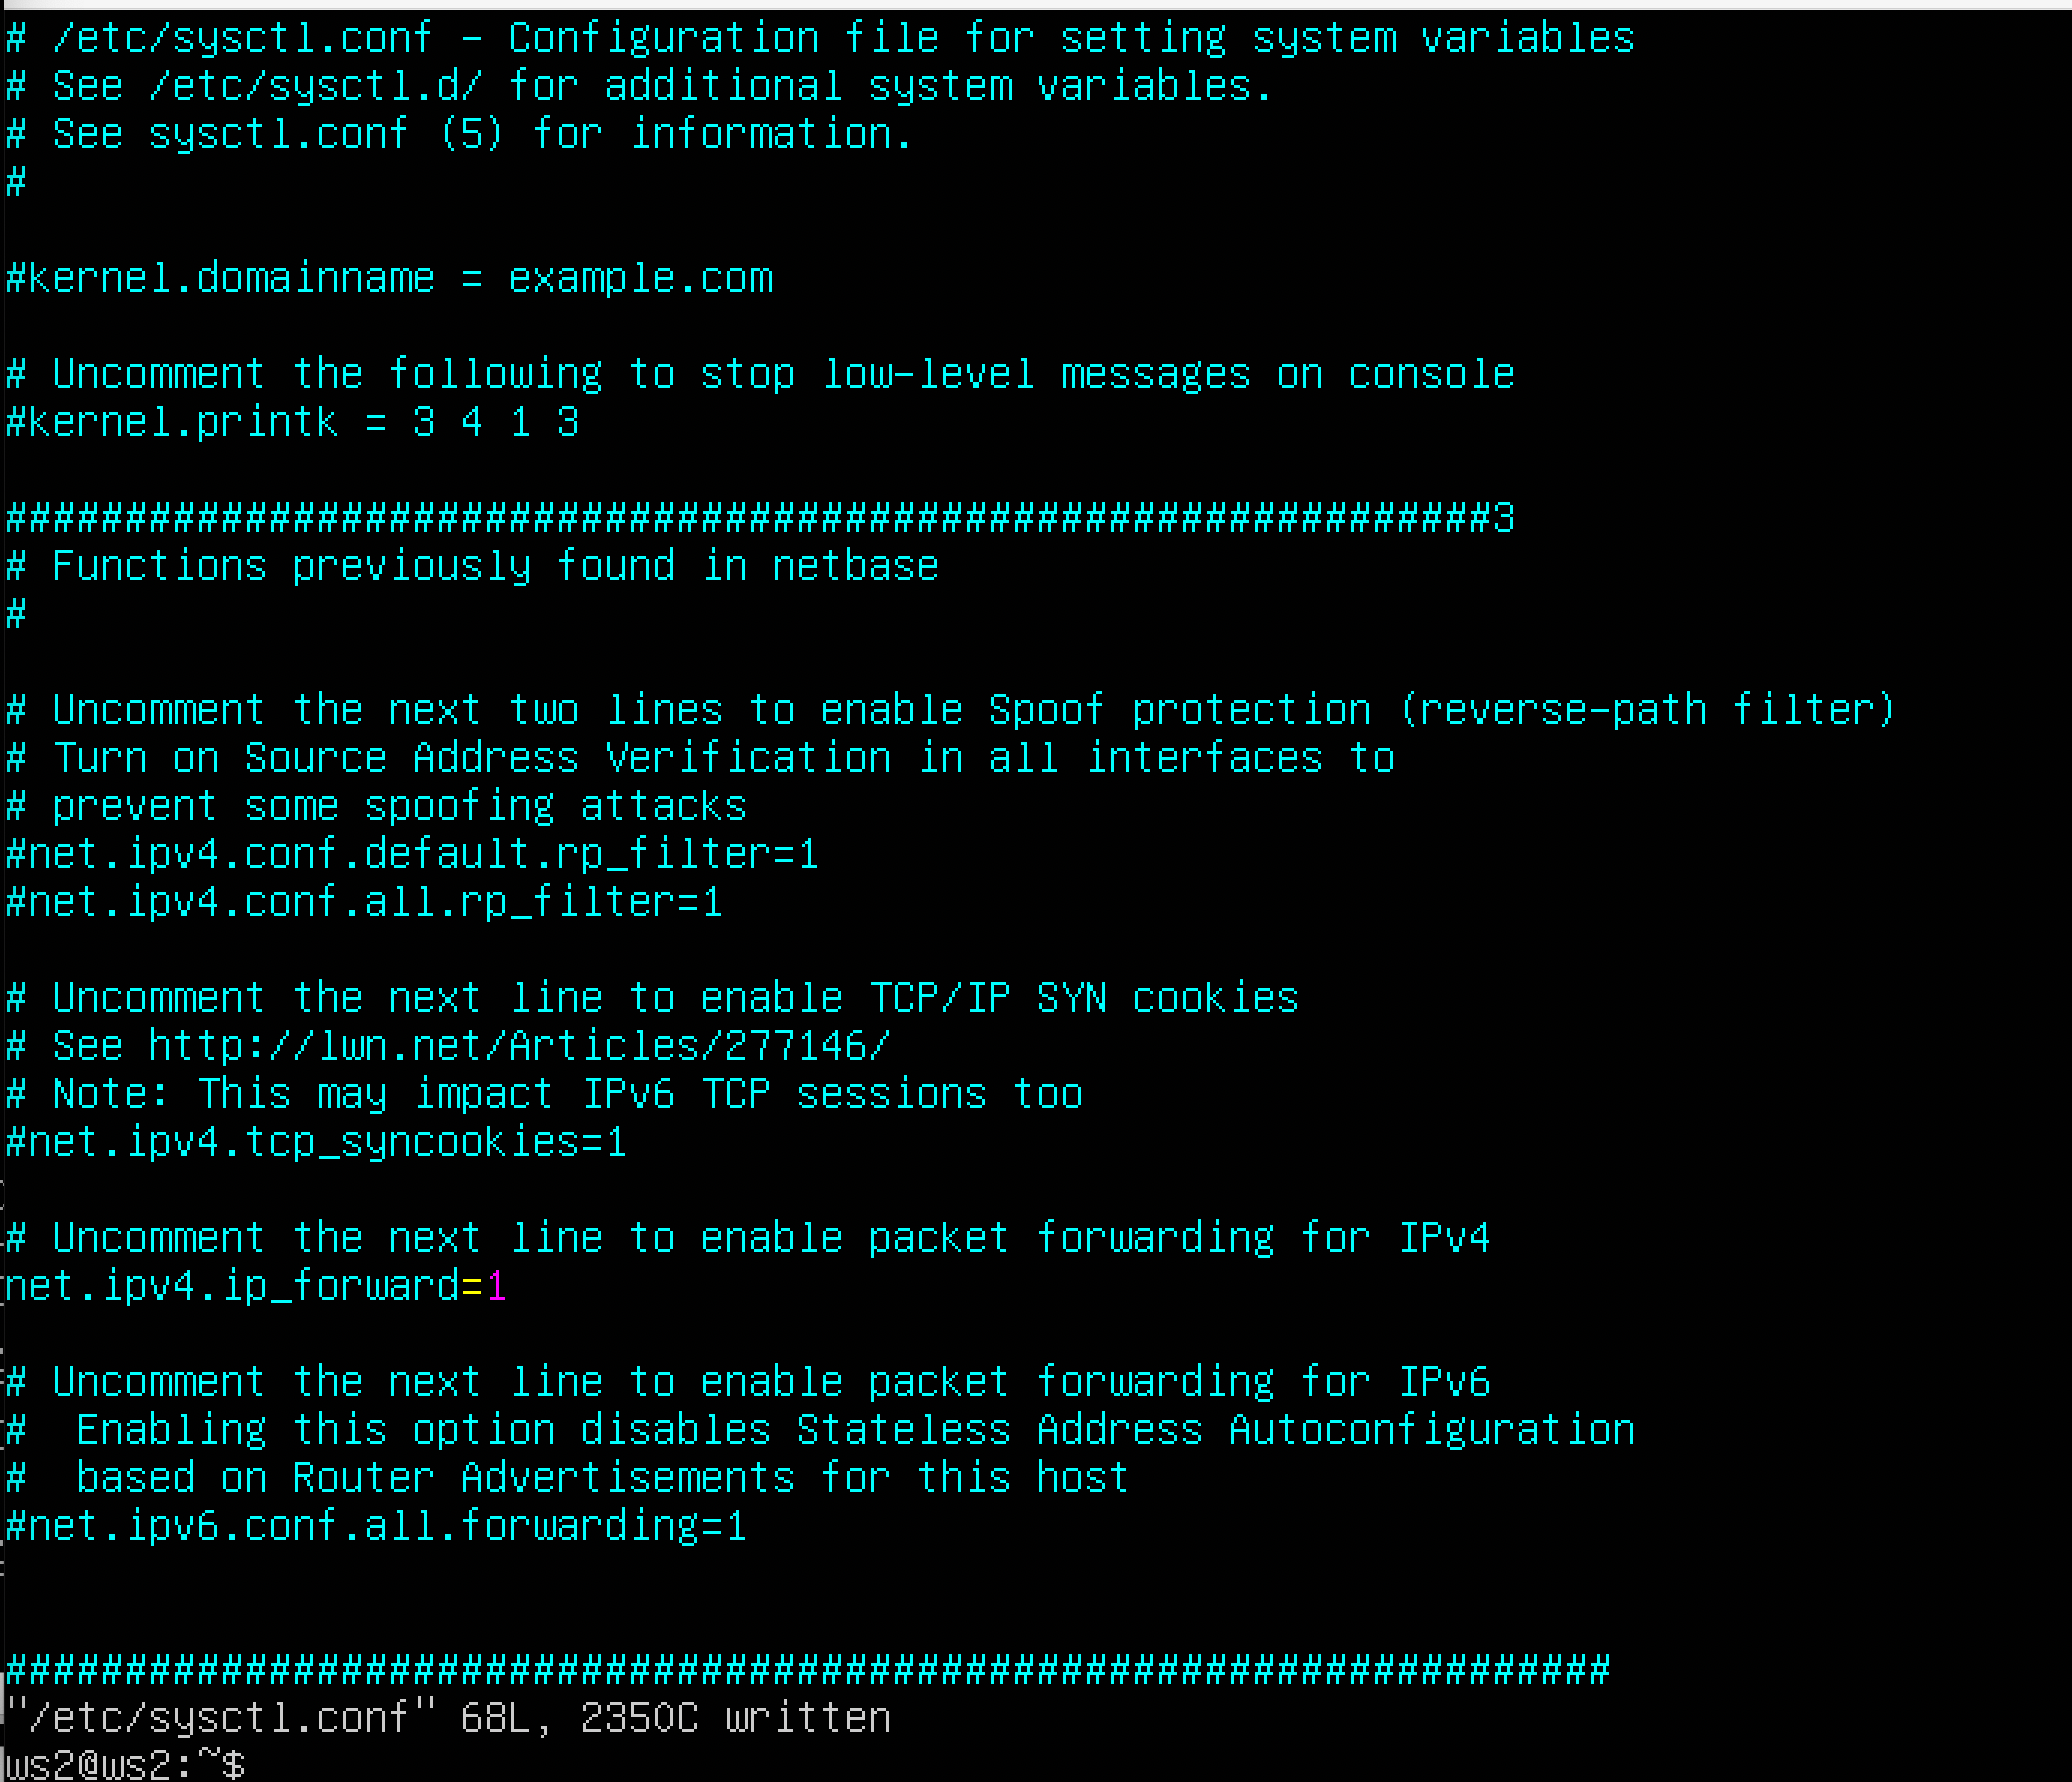 # /etc/sysctl.conf - Configuration file for setting system variables
# See /etc/sysctl.d/ for additional system variables.
# See sysctl.conf (5) for information.
#
#kernel.domainname = example.com
# Uncomment the following to stop low-level messages on console
#kernel.printk = 3 4 1 3
##############################################################3
# Functions previously found in netbase
#
# Uncomment the next two lines to enable Spoof protection (reverse-path filter)
# Turn on Source Address Verification in all interfaces to
# prevent some spoofing attacks
#net.ipv4.conf.default.rp_filter=1
#net.ipv4.conf.all.rp_filter=1
# Uncomment the next line to enable TCP/IP SYN cookies
# See http://lwn.net/Articles/277146/
# Note: This may impact IPv6 TCP sessions too
#net.ipv4.tcp_syncookies=1
# Uncomment the next line to enable packet forwarding for IPv4
net.ipv4.ip_forward=1
# Uncomment the next line to enable packet forwarding for IPv6
#  Enabling this option disables Stateless Address Autoconfiguration
#  based on Router Advertisements for this host
#net.ipv6.conf.all.forwarding=1
###################################################################
"/etc/sysctl.conf" 68L, 2350C written
ws2@ws2:~$